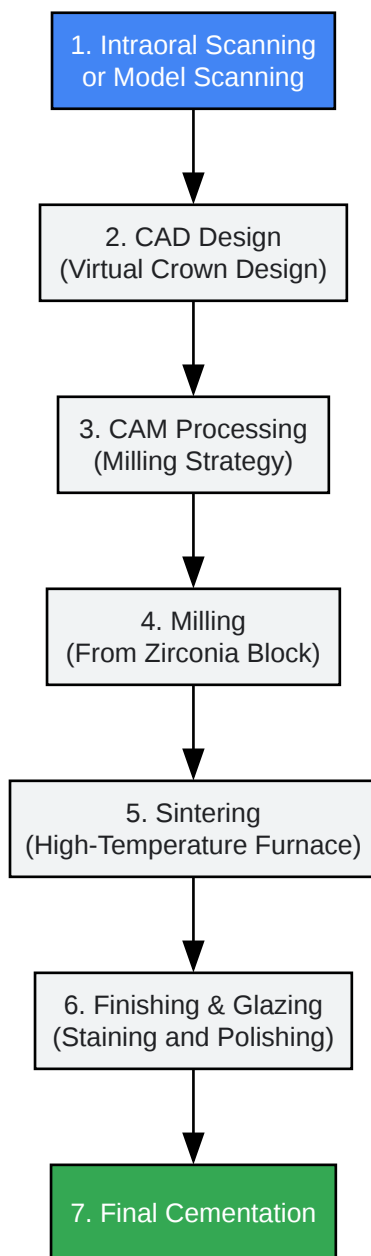 1. Intraoral Scanning
or Model Scanning
2. CAD Design
(Virtual Crown Design)
3. CAM Processing
(Milling Strategy)
4. Milling
(From Zirconia Block)
5. Sintering
(High-Temperature Furnace)
6. Finishing & Glazing
(Staining and Polishing)
7. Final Cementation